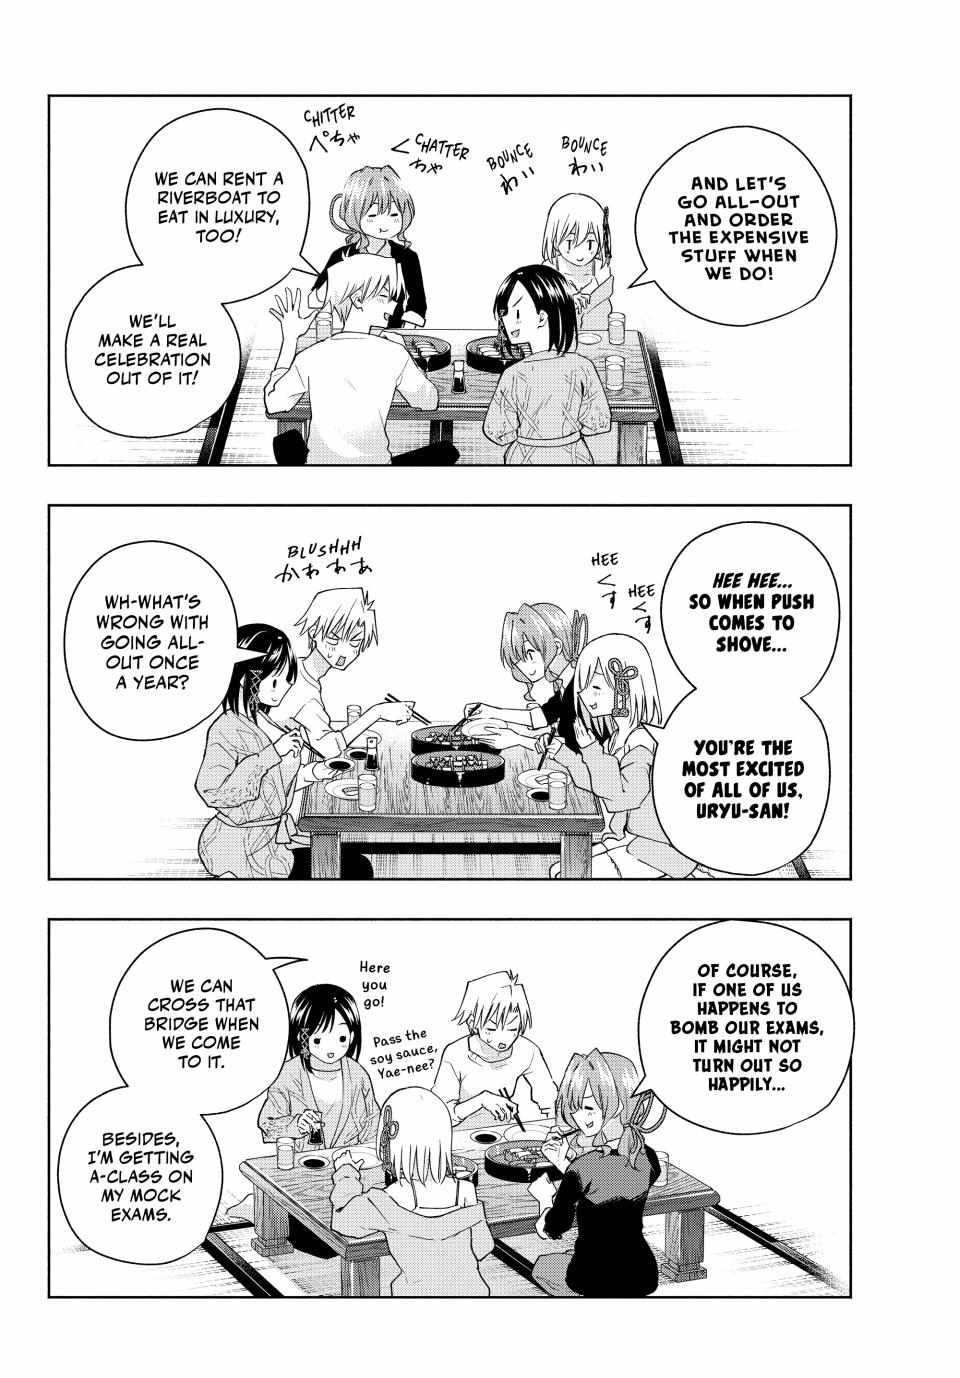 AND LET'S
GO ALL-OUT
AND ORDER
THE EXPENSIVE
STUFF WHEN
WE DO!
BOUNCE
わい
BOUNCE
わい
CHATTER
くちゃ
CHITTER
ぺちゃ
WE CAN RENT A
RIVERBOAT TO
EAT IN LUXURY,
TOO!
WE'LL
MAKE A REAL
CELEBRATION
OUT OF IT!
HEE HEE...
SO WHEN PUSH
COMES TO
SHOVE...
YOU'RE THE
MOST EXCITED
OF ALL OF US,
URYU-SAN!
HEE
くす
HEE
くす
BLUSHHH
かぁぁぁ
WH-WHAT'S
WRONG WITH
GOING ALL-
OUT ONCE
A YEAR?
OF COURSE,
IF ONE OF US
HAPPENS TO
BOMB OUR EXAMS,
IT MIGHT NOT
TURN OUT SO
HAPPILY...
Pass the
soy sauce,
Yae-nee?
Here
you
go!
WE CAN
CROSS THAT
BRIDGE WHEN
WE COME
TO IT.
BESIDES,
I'M GETTING
A-CLASS ON
MY MOCK
EXAMS.